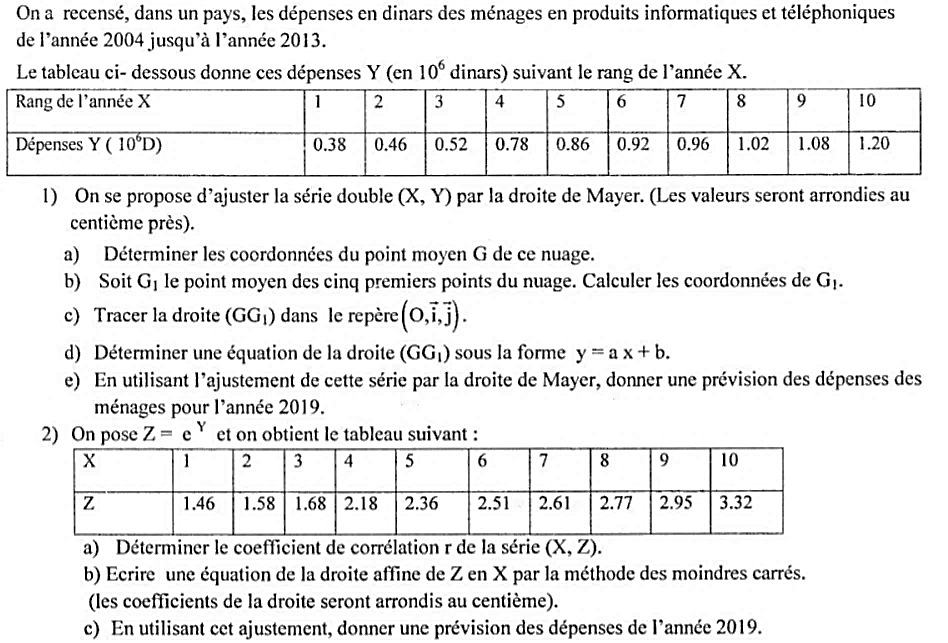 On a recensé, dans un pays, les dépenses en dinars des ménages en produits informatiques et téléphoniques
de l'année 2004 jusqu'à l'année 2013.
Le tableau ci- dessous donne ces dépenses Y (en 10⁶ dinars) suivant le rang de l'année X.
Rang de l'année X 1 2 3 4 5 6 7 8 9 10
Dépenses Y ( 10⁶D) 0.38 0.46 0.52 0.78 0.86 0.92 0.96 1.02 1.08 1.20
1) On se propose d'ajuster la série double (X, Y) par la droite de Mayer. (Les valeurs seront arrondies au
centième près).
a) Déterminer les coordonnées du point moyen G de ce nuage.
b) Soit G₁ le point moyen des cinq premiers points du nuage. Calculer les coordonnées de G₁.
c) Tracer la droite (GG₁) dans le repère (O,i⃗,j⃗).
d) Déterminer une équation de la droite (GG₁) sous la forme y = a x + b.
e) En utilisant l'ajustement de cette série par la droite de Mayer, donner une prévision des dépenses des
ménages pour l'année 2019.
2) On pose Z = e^Y et on obtient le tableau suivant :
X 1 2 3 4 5 6 7 8 9 10
Z 1.46 1.58 1.68 2.18 2.36 2.51 2.61 2.77 2.95 3.32
a) Déterminer le coefficient de corrélation r de la série (X, Z).
b) Ecrire une équation de la droite affine de Z en X par la méthode des moindres carrés.
(les coefficients de la droite seront arrondis au centième).
c) En utilisant cet ajustement, donner une prévision des dépenses de l'année 2019.